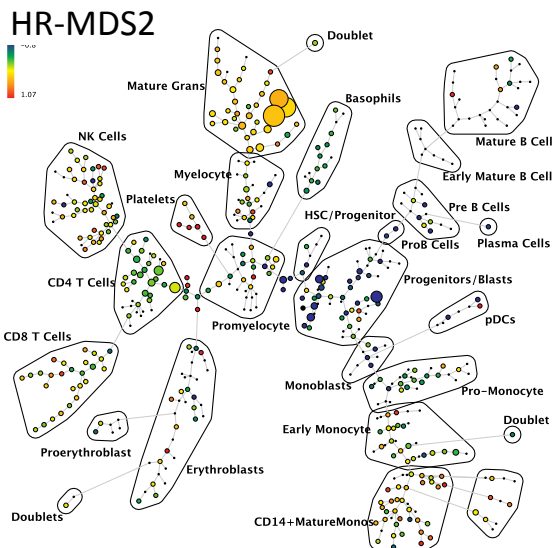 HR-MDS2
-0.8
1.07
Doublet
Mature Grans
Basophils
NK Cells
Mature B Cell
Myelocyte
Early Mature B Cell
Platelets
HSC/Progenitor
Pre B Cells
ProB Cells
Plasma Cells
CD4 T Cells
Progenitors/Blasts
Promyelocyte
pDCs
CD8 T Cells
Monoblasts
Pro-Monocyte
Doublet
Early Monocyte
Proerythroblast
Erythroblasts
Doublets
CD14+MatureMonos